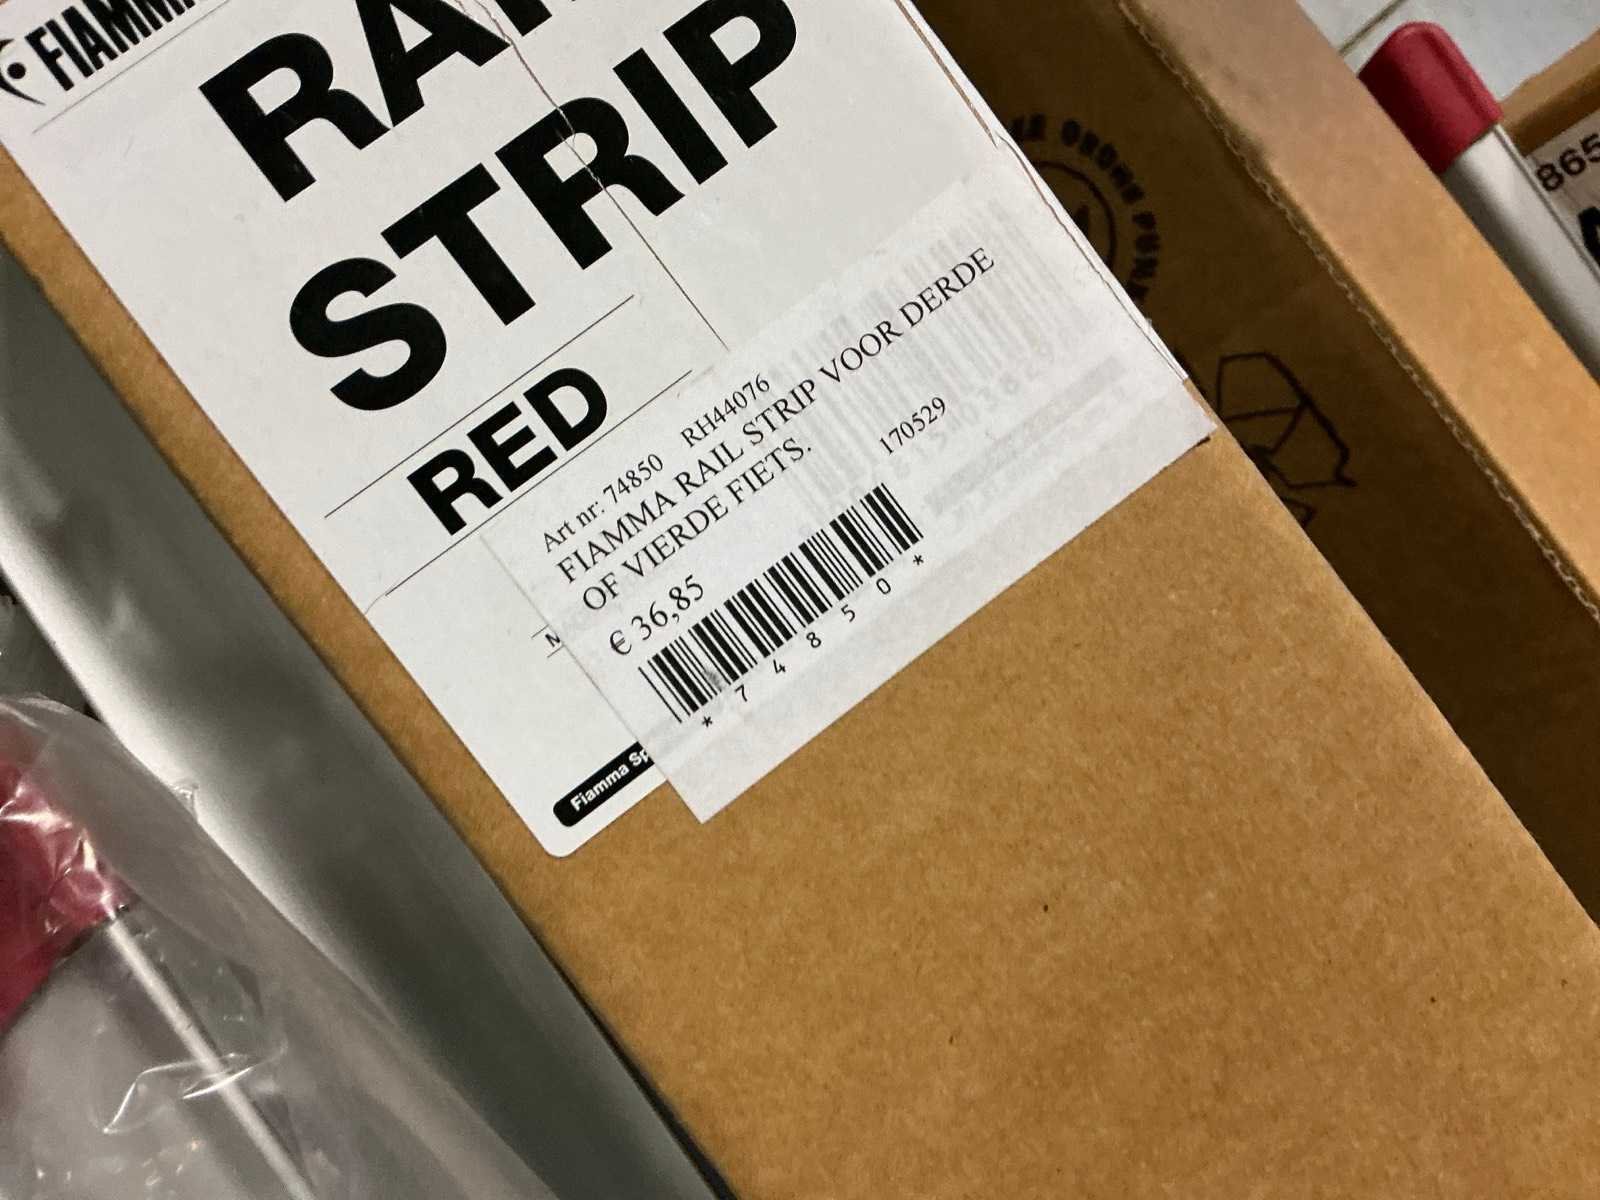 FIAMMA
STRIP
RED
Art nr: 74850 RH44076
FIAMMA RAIL STRIP VOOR DERDE
OF VIERDE FIETS. 170529
€ 36,85
* 7 4 8 5 0 *
Fiamma
865